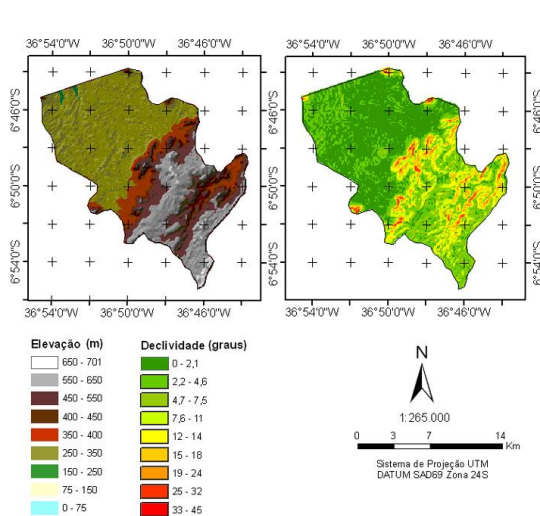 36°54'0"W 36°50'0"W 36°46'0"W
36°54'0"W 36°50'0"W 36°46'0"W
6°46'0"S
6°50'0"S
6°54'0"S
6°46'0"S
6°50'0"S
6°54'0"S
36°54'0"W 36°50'0"W 36°46'0"W
36°54'0"W 36°50'0"W 36°46'0"W
Elevação (m)
650 - 701
550 - 650
450 - 550
400 - 450
350 - 400
250 - 350
150 - 250
75 - 150
0 - 75
Declividade (graus)
0 - 2,1
2,2 - 4,6
4,7 - 7,5
7,6 - 11
12 - 14
15 - 18
19 - 24
25 - 32
33 - 45
N
1:265.000
0 3 7 14
Km
Sistema de Projeção UTM
DATUM SAD69 Zona 24S